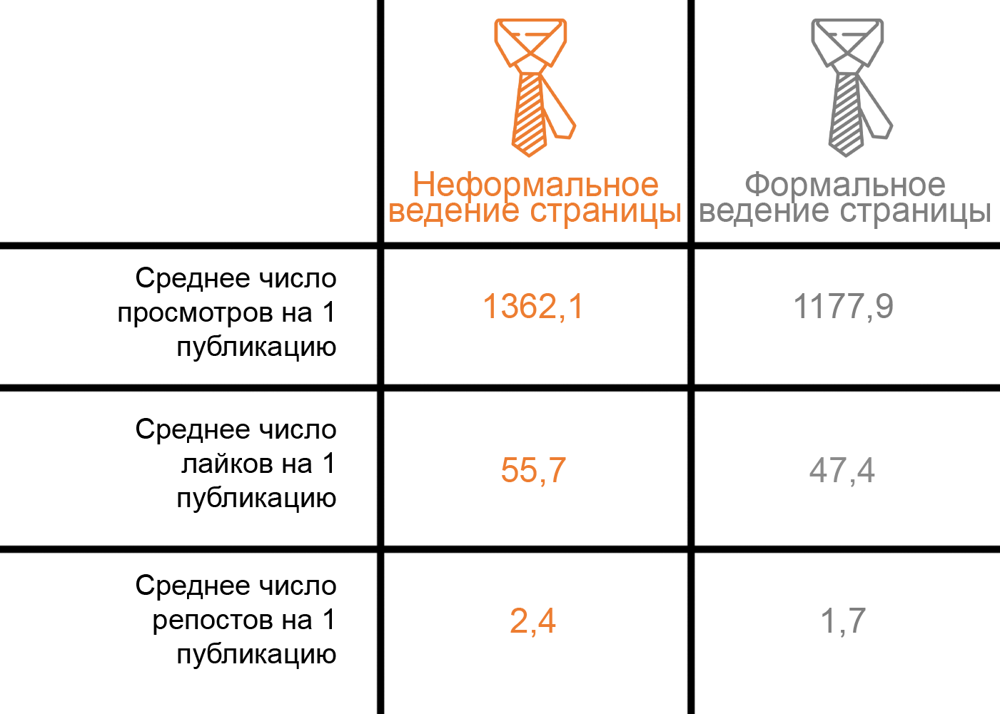 Неформальное
ведение страницы
Формальное
ведение страницы
Среднее число
просмотров на 1
публикацию
1362,1
1177,9
Среднее число
лайков на 1
публикацию
55,7
47,4
Среднее число
репостов на 1
публикацию
2,4
1,7